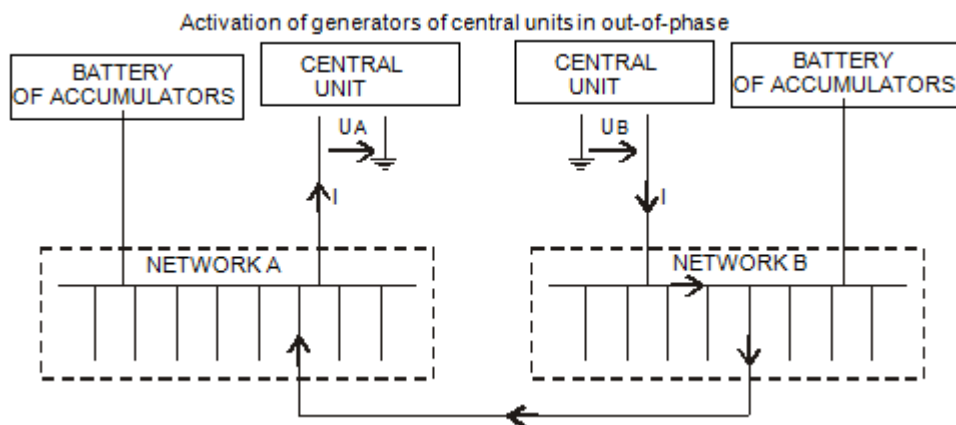 Activation of generators of central units in out-of-phase
BATTERY
OF ACCUMULATORS
CENTRAL
UNIT
CENTRAL
UNIT
BATTERY
OF ACCUMULATORS
UA
UB
I
I
NETWORK A
NETWORK B